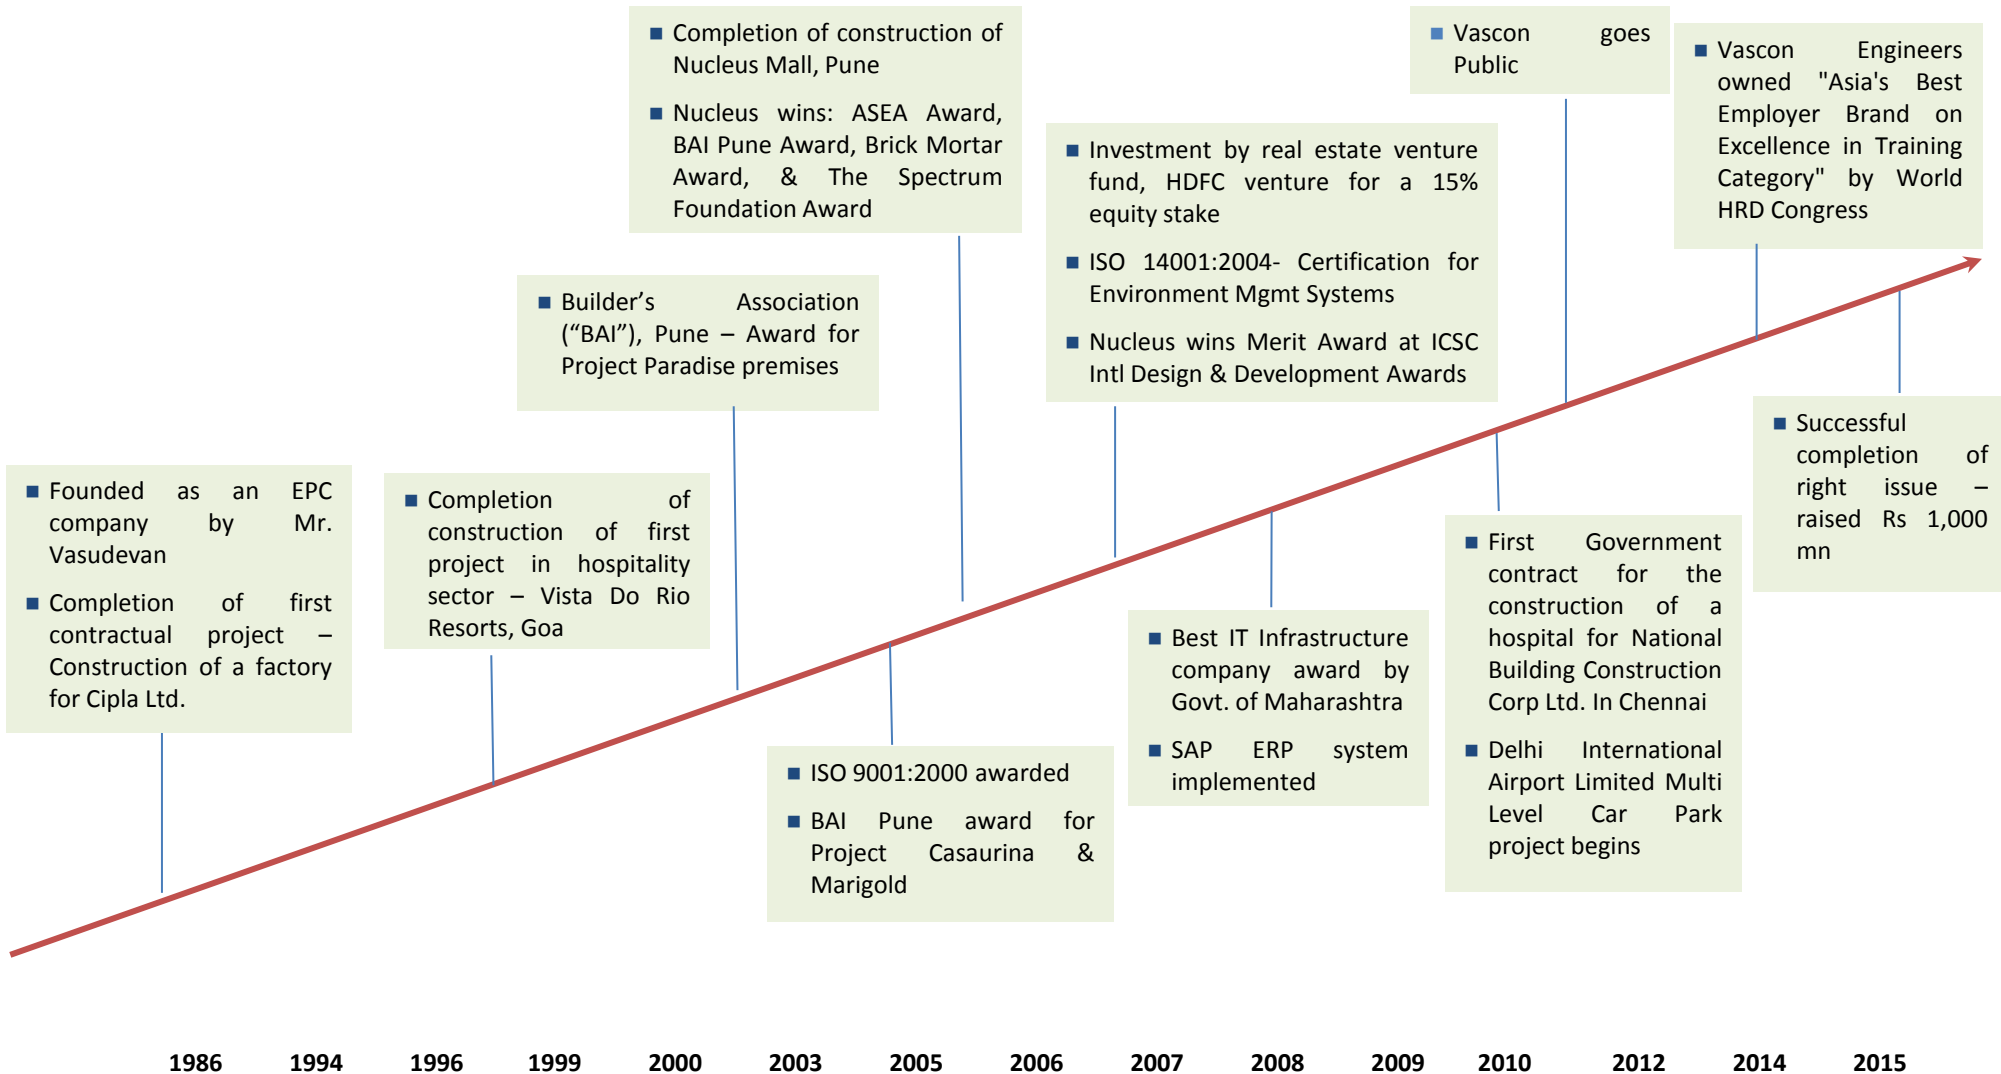 Completion of construction of
Nucleus Mall, Pune
Nucleus wins: ASEA Award,
BAI Pune Award, Brick Mortar
Award, & The Spectrum
Foundation Award
Vascon goes
Public
Vascon Engineers
owned "Asia's Best
Employer Brand on
Excellence in Training
Category" by World
HRD Congress
Investment by real estate venture
fund, HDFC venture for a 15%
equity stake
ISO 14001:2004- Certification for
Environment Mgmt Systems
Nucleus wins Merit Award at ICSC
Intl Design & Development Awards
Builder’s Association
(“BAI”), Pune – Award for
Project Paradise premises
Founded as an EPC
company by Mr.
Vasudevan
Completion of first
contractual project –
Construction of a factory
for Cipla Ltd.
Completion of
construction of first
project in hospitality
sector – Vista Do Rio
Resorts, Goa
Successful
completion of
right issue –
raised Rs 1,000
mn
ISO 9001:2000 awarded
BAI Pune award for
Project Casaurina &
Marigold
Best IT Infrastructure
company award by
Govt. of Maharashtra
SAP ERP system
implemented
First Government
contract for the
construction of a
hospital for National
Building Construction
Corp Ltd. In Chennai
Delhi International
Airport Limited Multi
Level Car Park
project begins
1986 1994 1996 1999 2000 2003 2005 2006 2007 2008 2009 2010 2012 2014 2015